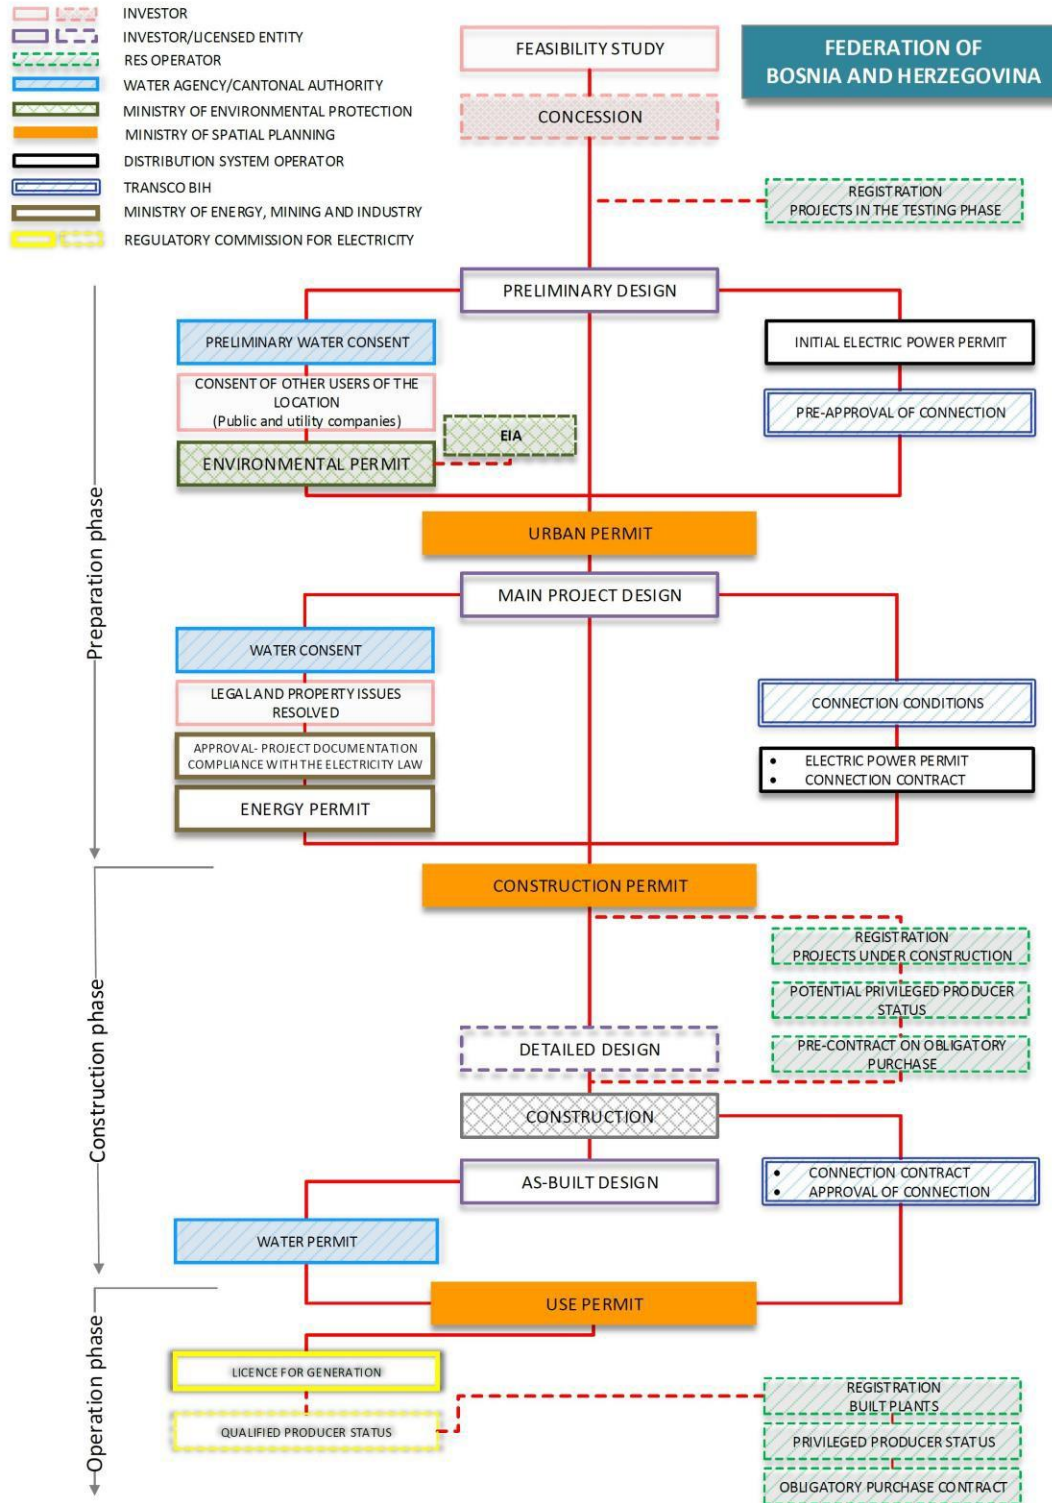 INVESTOR
INVESTOR/LICENSED ENTITY
RES OPERATOR
WATER AGENCY/CANTONAL AUTHORITY
MINISTRY OF ENVIRONMENTAL PROTECTION
MINISTRY OF SPATIAL PLANNING
DISTRIBUTION SYSTEM OPERATOR
TRANSCO BIH
MINISTRY OF ENERGY, MINING AND INDUSTRY
REGULATORY COMMISSION FOR ELECTRICITY
FEDERATION OF
BOSNIA AND HERZEGOVINA
FEASIBILITY STUDY
CONCESSION
REGISTRATION
PROJECTS IN THE TESTING PHASE
Preparation phase
PRELIMINARY DESIGN
PRELIMINARY WATER CONSENT
CONSENT OF OTHER USERS OF THE
LOCATION
(Public and utility companies)
ENVIRONMENTAL PERMIT
EIA
INITIAL ELECTRIC POWER PERMIT
PRE-APPROVAL OF CONNECTION
URBAN PERMIT
MAIN PROJECT DESIGN
WATER CONSENT
LEGAL AND PROPERTY ISSUES
RESOLVED
APPROVAL- PROJECT DOCUMENTATION
COMPLIANCE WITH THE ELECTRICITY LAW
ENERGY PERMIT
CONNECTION CONDITIONS
• ELECTRIC POWER PERMIT
• CONNECTION CONTRACT
Construction phase
CONSTRUCTION PERMIT
REGISTRATION
PROJECTS UNDER CONSTRUCTION
POTENTIAL PRIVILEGED PRODUCER
STATUS
PRE-CONTRACT ON OBLIGATORY
PURCHASE
DETAILED DESIGN
CONSTRUCTION
AS-BUILT DESIGN
• CONNECTION CONTRACT
• APPROVAL OF CONNECTION
WATER PERMIT
Operation phase
USE PERMIT
LICENCE FOR GENERATION
QUALIFIED PRODUCER STATUS
REGISTRATION
BUILT PLANTS
PRIVILEGED PRODUCER STATUS
OBLIGATORY PURCHASE CONTRACT